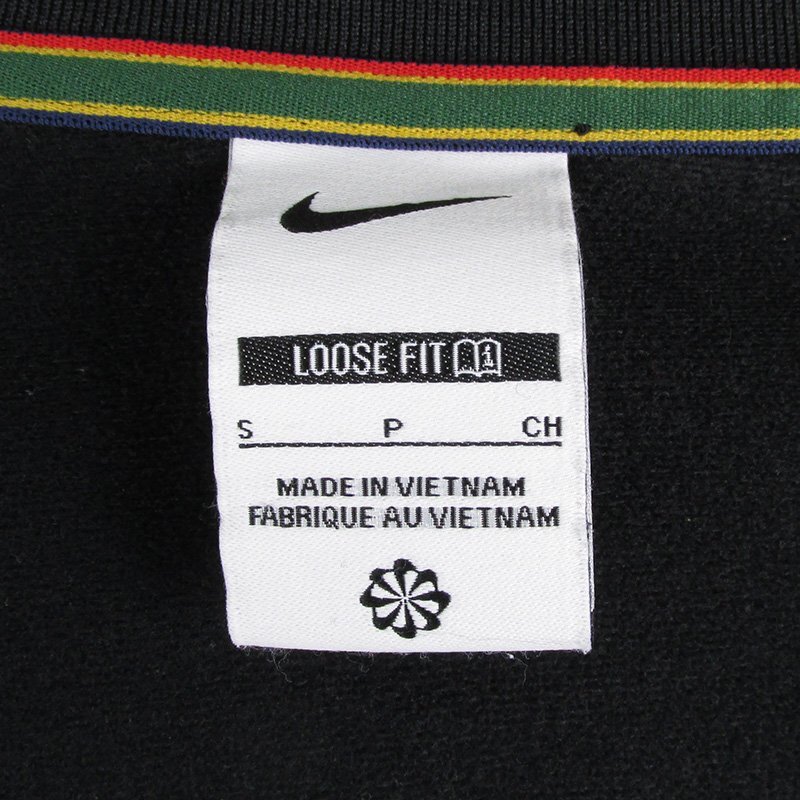 LOOSE FIT i
S P CH
MADE IN VIETNAM
FABRIQUE AU VIETNAM